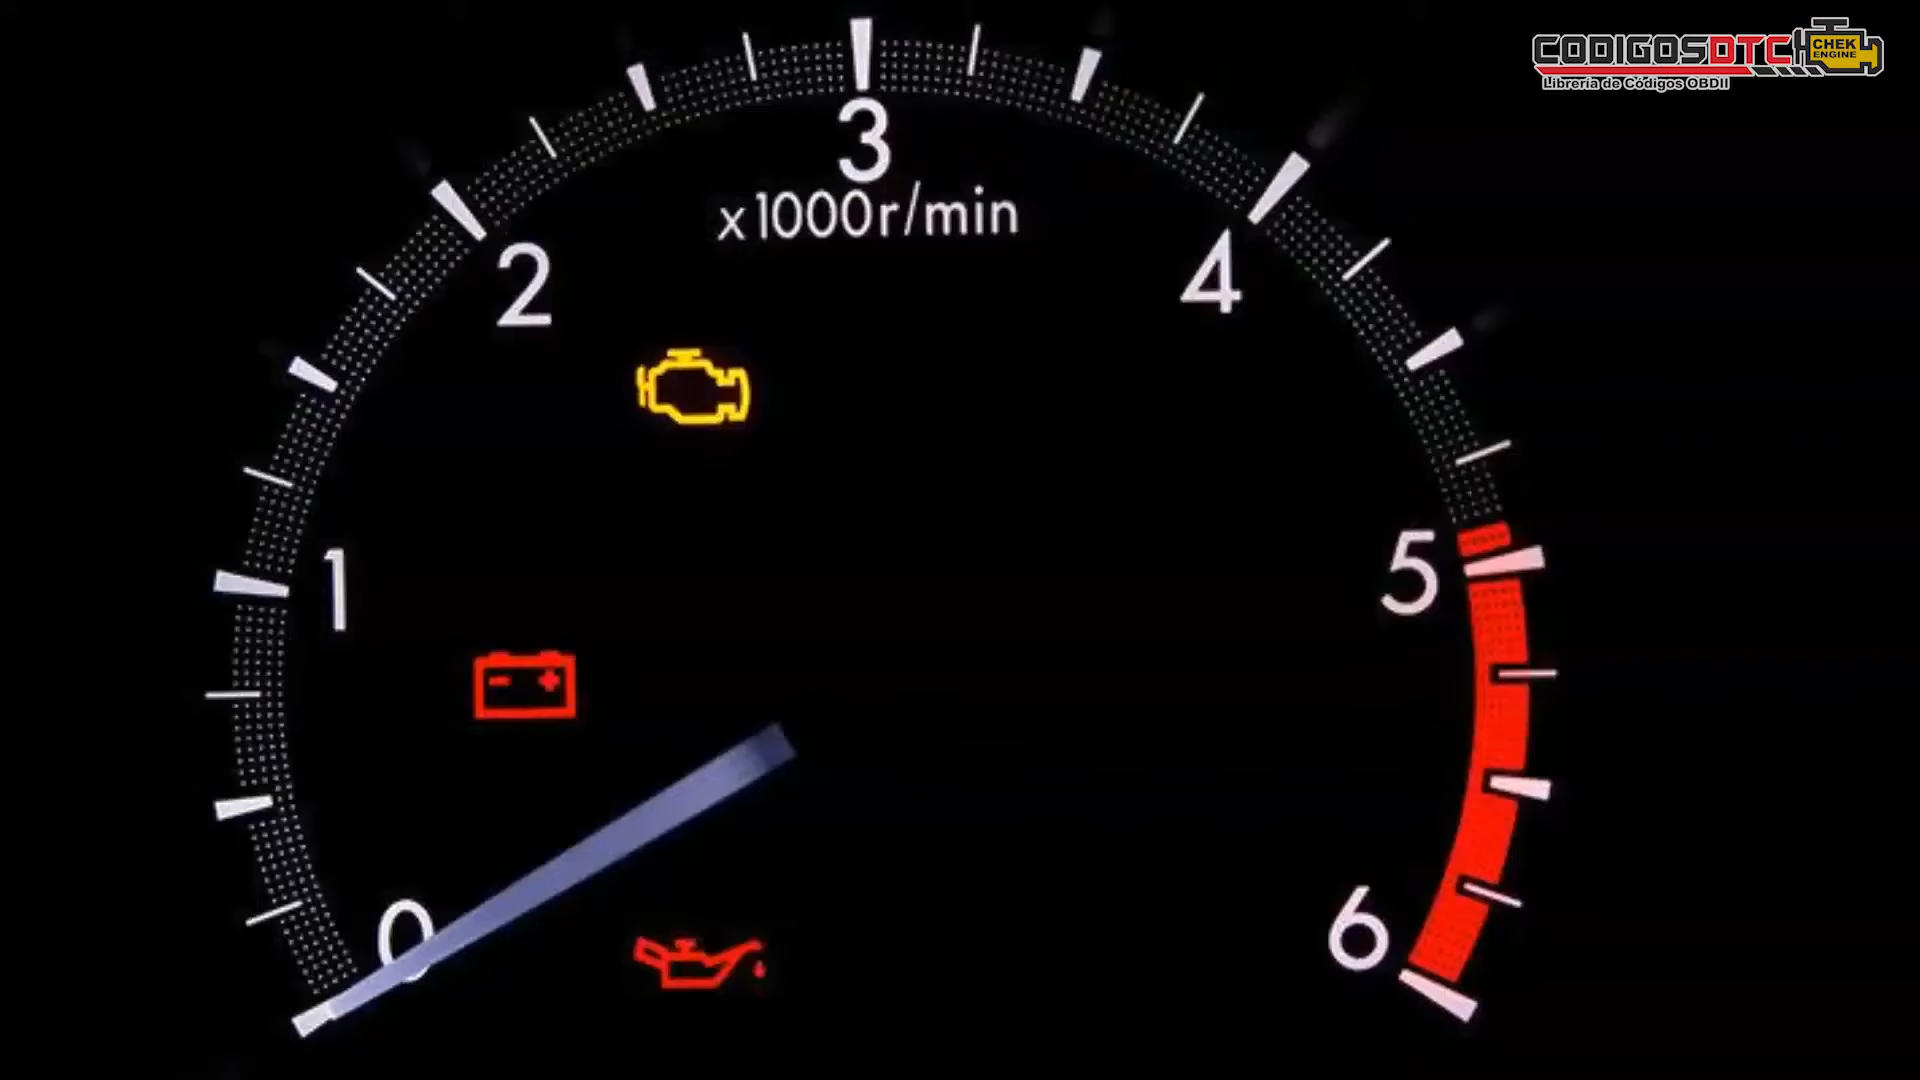 CODIGOSDTC
CHEK
ENGINE
Librería de Códigos OBDII
3
x1000r/min
2
4
1
5
0
6